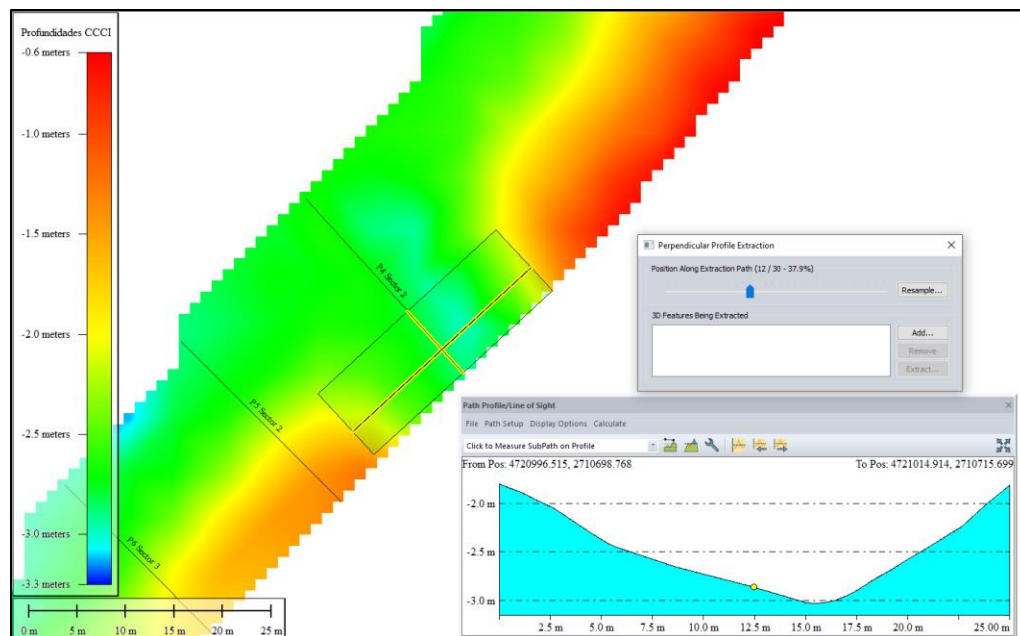 Profundidades CCCI
-0.6 meters
-1.0 meters
-1.5 meters
-2.0 meters
-2.5 meters
-3.0 meters
-3.3 meters
0 m 5 m 10 m 15 m 20 m 25 m
P4 Sector 2
P5 Sector 2
P6 Sector 3
Perpendicular Profile Extraction
Position Along Extraction Path (12 / 30 - 37.9%)
Resample...
3D Features Being Extracted
Add...
Remove
Extract...
Path Profile/Line of Sight
File Path Setup Display Options Calculate
Click to Measure SubPath on Profile
From Pos: 4720996.515, 2710698.768 To Pos: 4721014.914, 2710715.699
-2.0 m
-2.5 m
-3.0 m
2.5 m 5.0 m 7.5 m 10.0 m 12.5 m 15.0 m 17.5 m 20.0 m 25.0 m